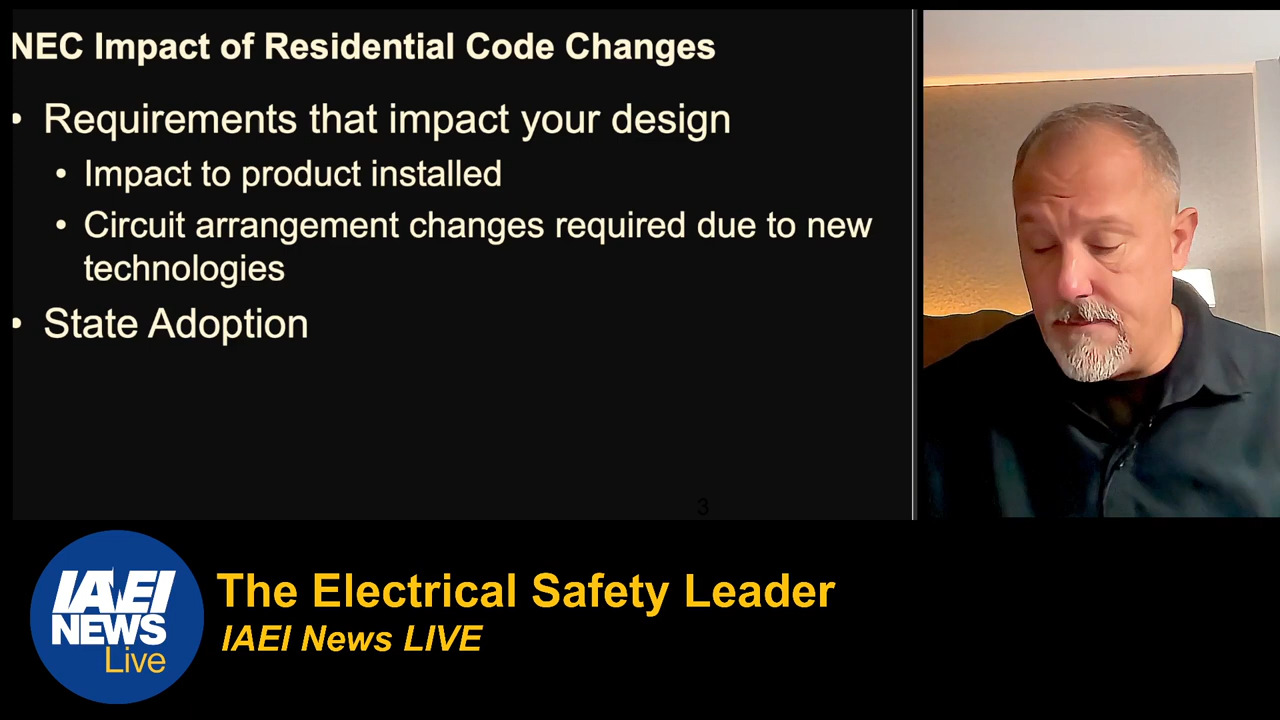 NEC Impact of Residential Code Changes
• Requirements that impact your design
• Impact to product installed
• Circuit arrangement changes required due to new
technologies
• State Adoption
3
IAEI
NEWS
Live
The Electrical Safety Leader
IAEI News LIVE